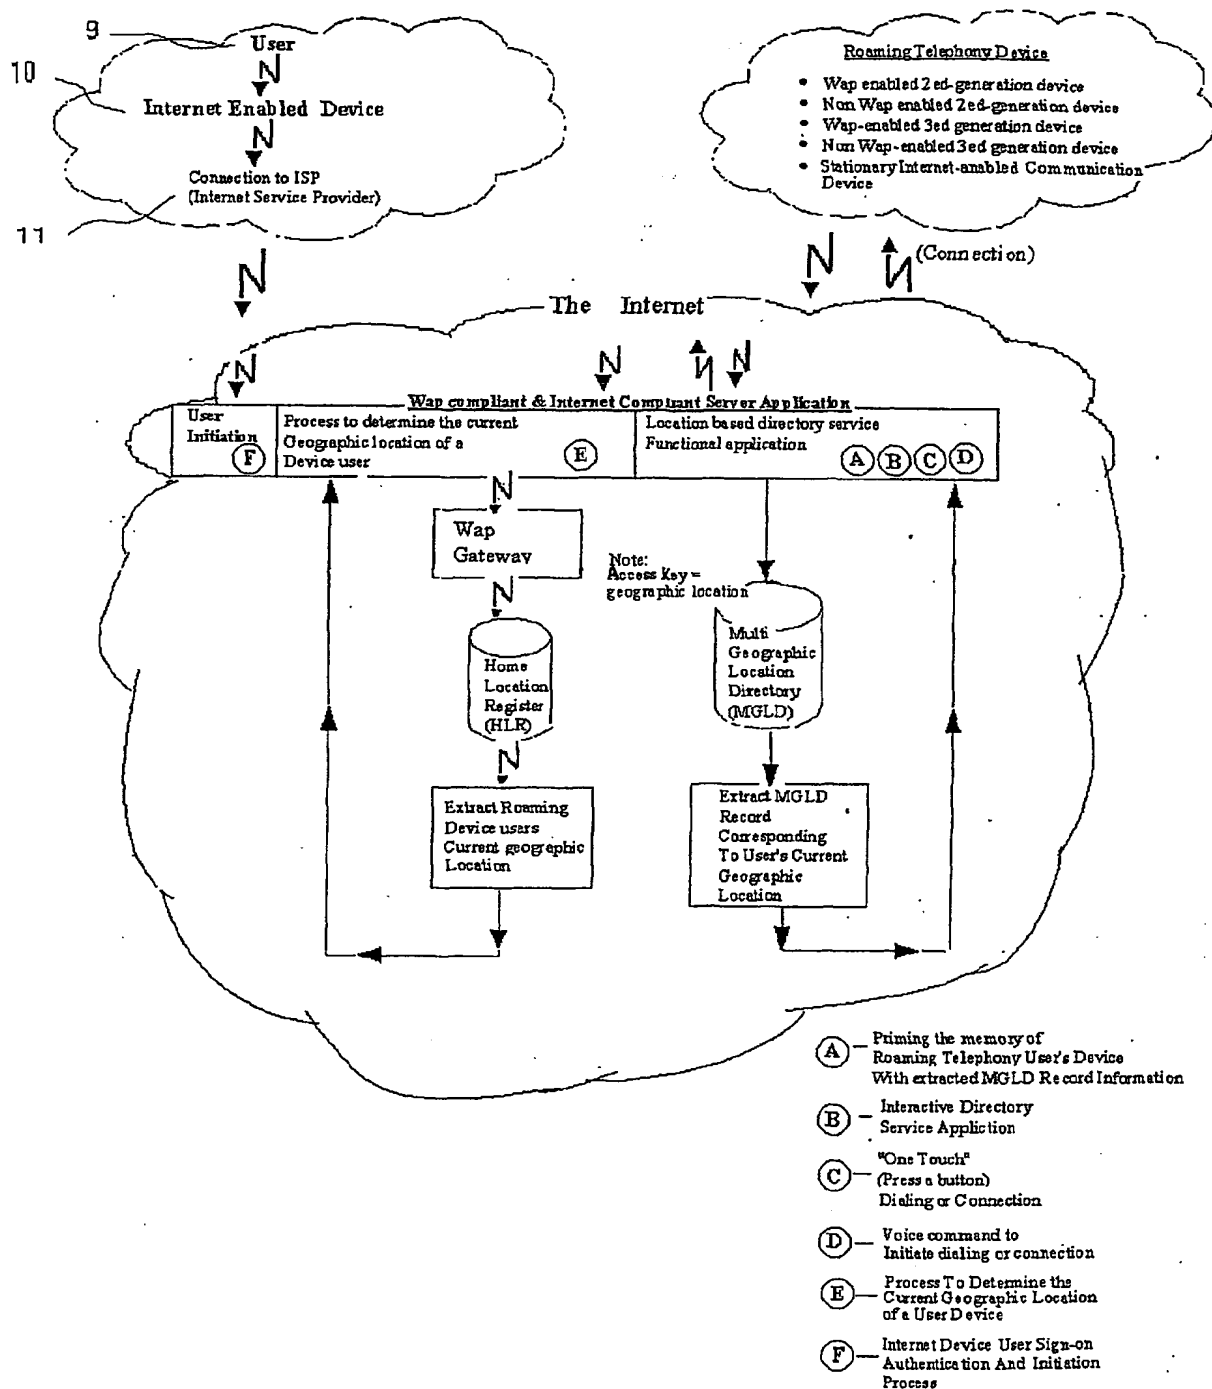 9
User
10
Internet Enabled Device
Connection to ISP
(Internet Service Provider)
11
Roaming Telephony Device
• Wap enabled 2ed-generation device
• Non Wap enabled 2ed-generation device
• Wap-enabled 3ed generation device
• Non Wap-enabled 3ed generation device
• Stationary Internet-anabled Communication
Device
(Connection)
The Internet
Wap compliant & Internet Compliant Server Application
User
Initiation
F
Process to determine the current
Geographic location of a
Device user
E
Location based directory service
Functional application
A B C D
Wap
Gateway
Note:
Access Key =
geographic location
Home
Location
Register
(HLR)
Multi
Geographic
Location
Directory
(MGLD)
Extract Roaming
Device users
Current geographic
Location
Extract MGLD
Record
Corresponding
To User's Current
Geographic
Location
A — Priming the memory of
Roaming Telephony User's Device
With extracted MGLD Record Information
B — Interactive Directory
Service Appliction
C — "One Touch"
(Press a button)
Dialing or Connection
D — Voice command to
Initiate dialing or connection
E — Process To Determine the
Current Geographic Location
of a User Device
F — Internet Device User Sign-on
Authentication And Initiation
Process